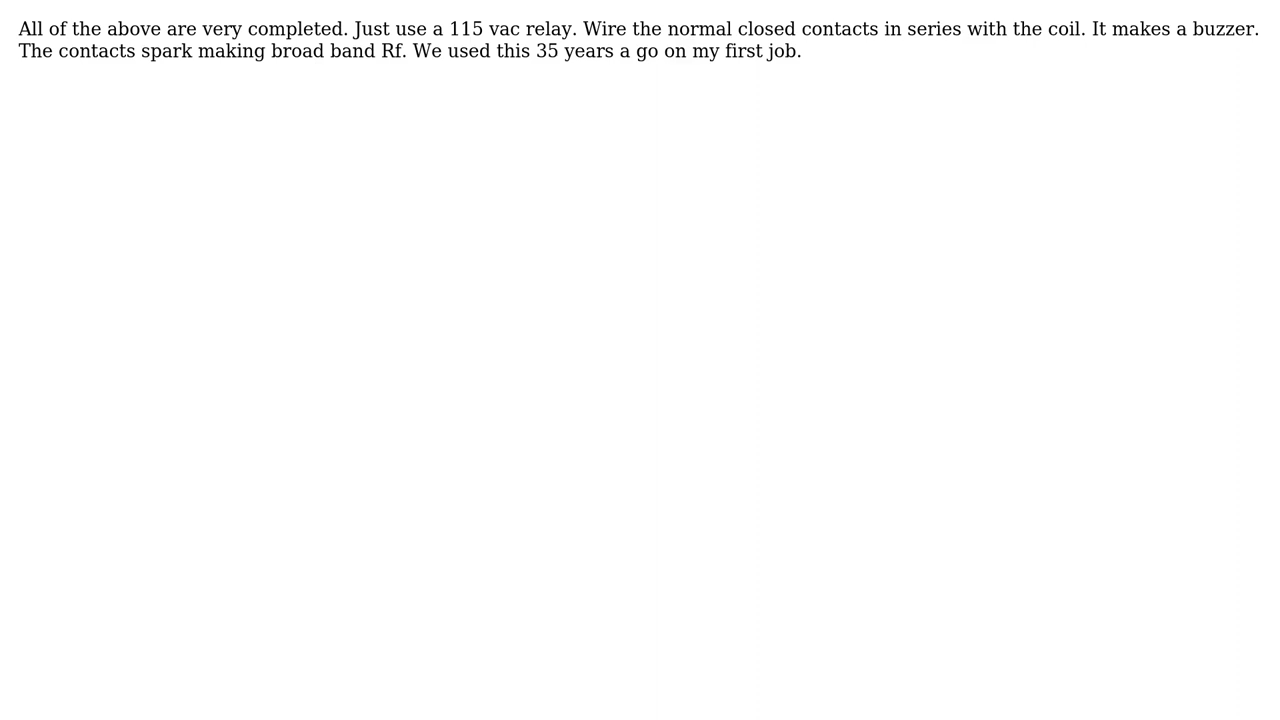 All of the above are very completed. Just use a 115 vac relay. Wire the normal closed contacts in series with the coil. It makes a buzzer.
The contacts spark making broad band Rf. We used this 35 years a go on my first job.